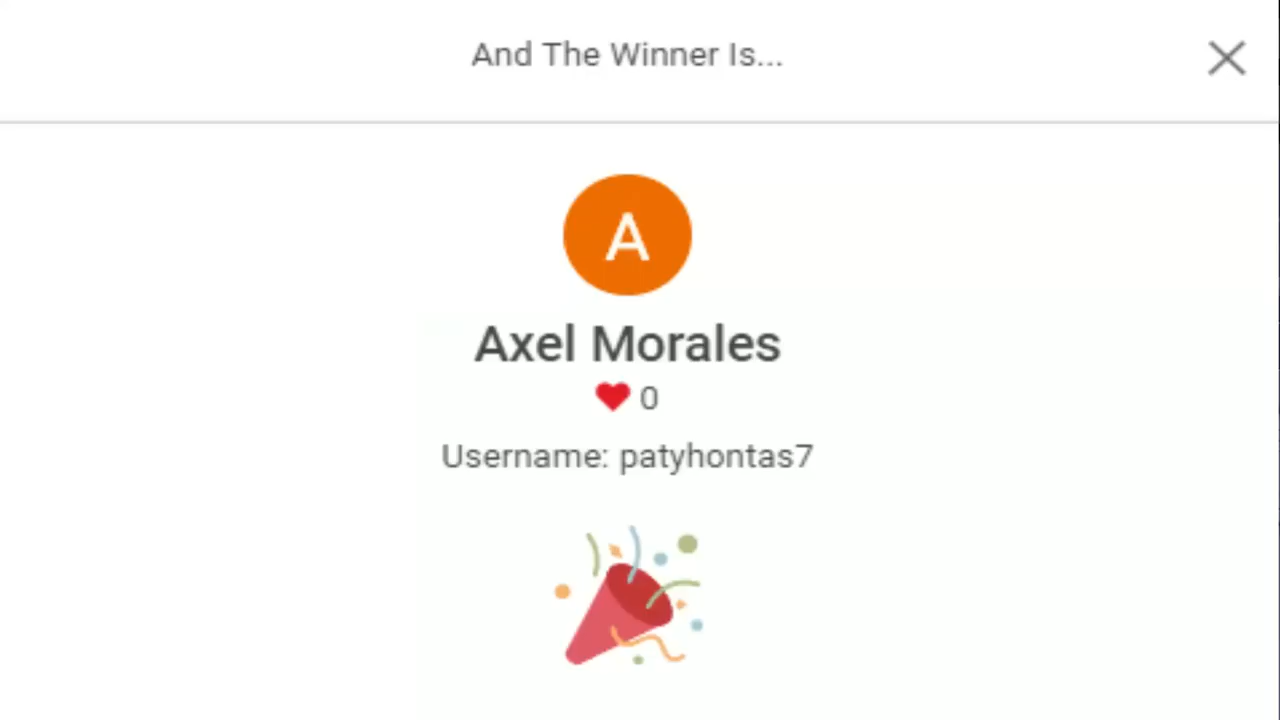 And The Winner Is...
A
Axel Morales
0
Username: patyhontas7